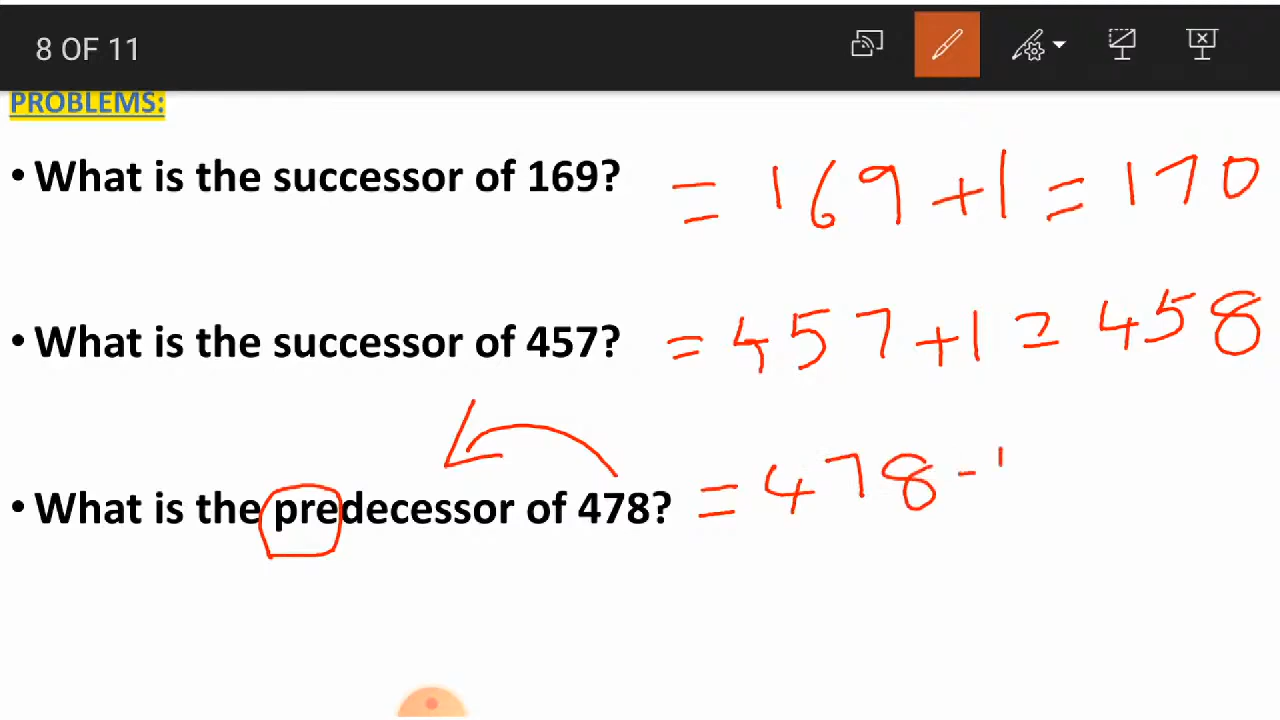 8 OF 11
PROBLEMS:
• What is the successor of 169? = 169 + 1 = 170
• What is the successor of 457? = 457 + 1 = 458
• What is the predecessor of 478? = 478 - 1